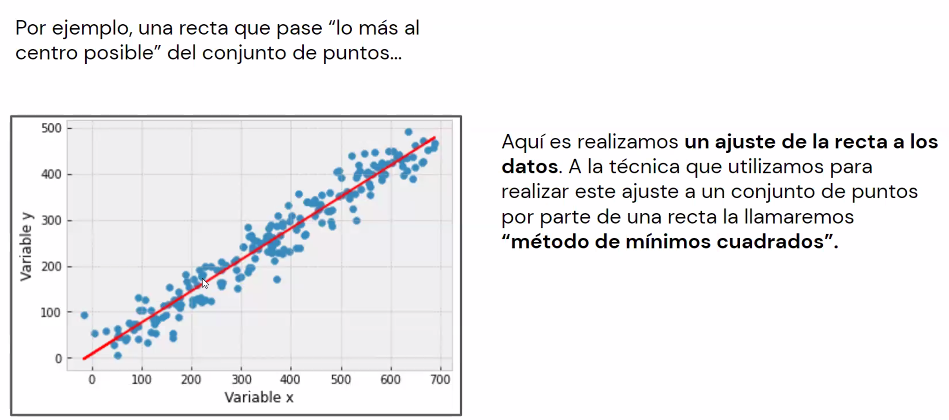 Por ejemplo, una recta que pase “lo más al
centro posible” del conjunto de puntos...
500
400
300
200
100
0
Variable y
0 100 200 300 400 500 600 700
Variable x
Aquí es realizamos un ajuste de la recta a los
datos. A la técnica que utilizamos para
realizar este ajuste a un conjunto de puntos
por parte de una recta la llamaremos
“método de mínimos cuadrados”.